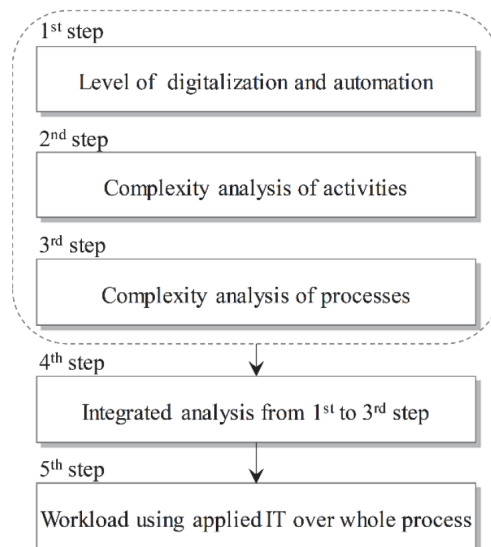 1st step
Level of digitalization and automation
2nd step
Complexity analysis of activities
3rd step
Complexity analysis of processes
4th step
Integrated analysis from 1st to 3rd step
5th step
Workload using applied IT over whole process